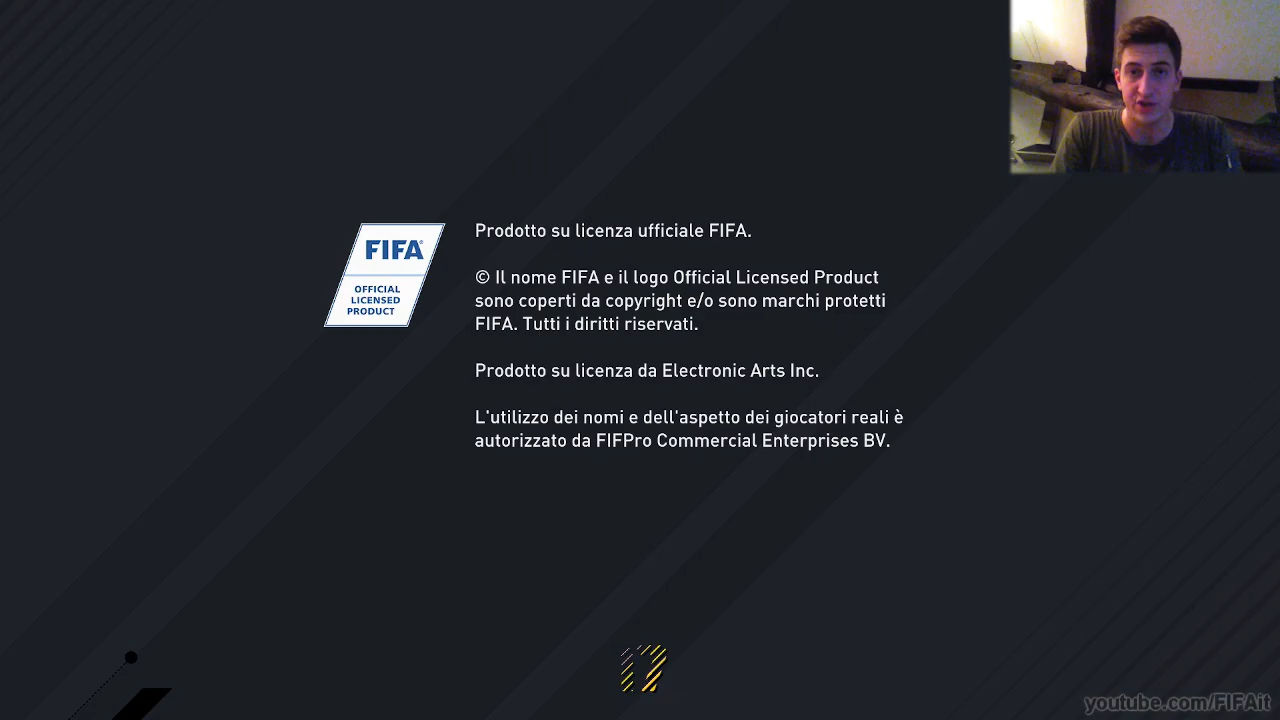 FIFA
OFFICIAL
LICENSED
PRODUCT
Prodotto su licenza ufficiale FIFA.
© Il nome FIFA e il logo Official Licensed Product
sono coperti da copyright e/o sono marchi protetti
FIFA. Tutti i diritti riservati.
Prodotto su licenza da Electronic Arts Inc.
L'utilizzo dei nomi e dell'aspetto dei giocatori reali è
autorizzato da FIFPro Commercial Enterprises BV.
17
youtube.com/FIFAit